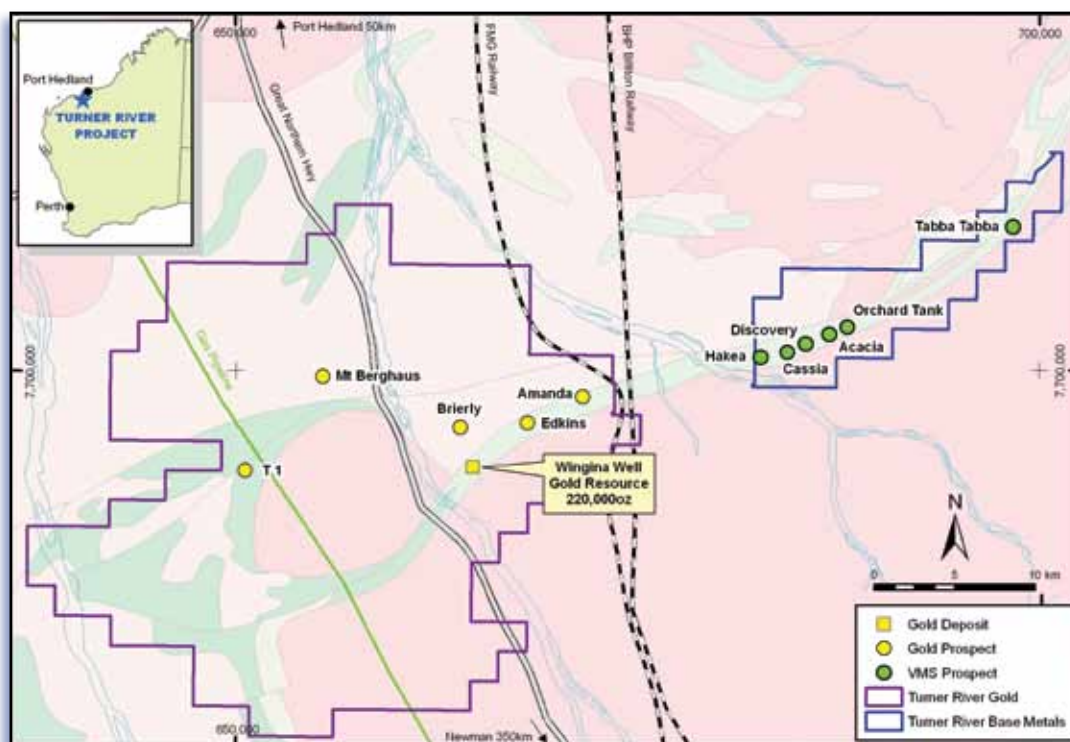 650,000
Port Hedland 50km
700,000
Port Hedland
TURNER RIVER
PROJECT
Perth
Great Northern Hwy
FMG Railway
BHP Billiton Railway
Tabba Tabba
Orchard Tank
Discovery
Acacia
Hakea
Cassia
7,700,000
7,700,000
Gas Pipeline
Mt Berghaus
Amanda
Brierly
Edkins
T 1
Wingina Well
Gold Resource
220,000oz
N
0 5 10 km
Gold Deposit
Gold Prospect
VMS Prospect
Turner River Gold
Turner River Base Metals
650,000
Newman 350km